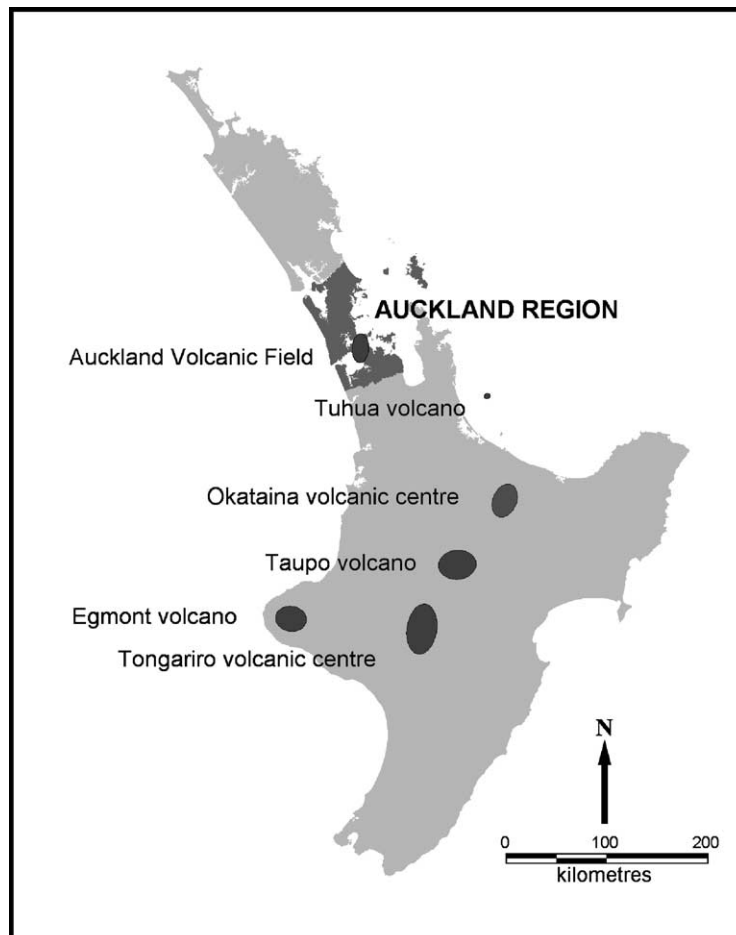 AUCKLAND REGION
Auckland Volcanic Field
Tuhua volcano
Okataina volcanic centre
Taupo volcano
Egmont volcano
Tongariro volcanic centre
N
0 100 200
kilometres